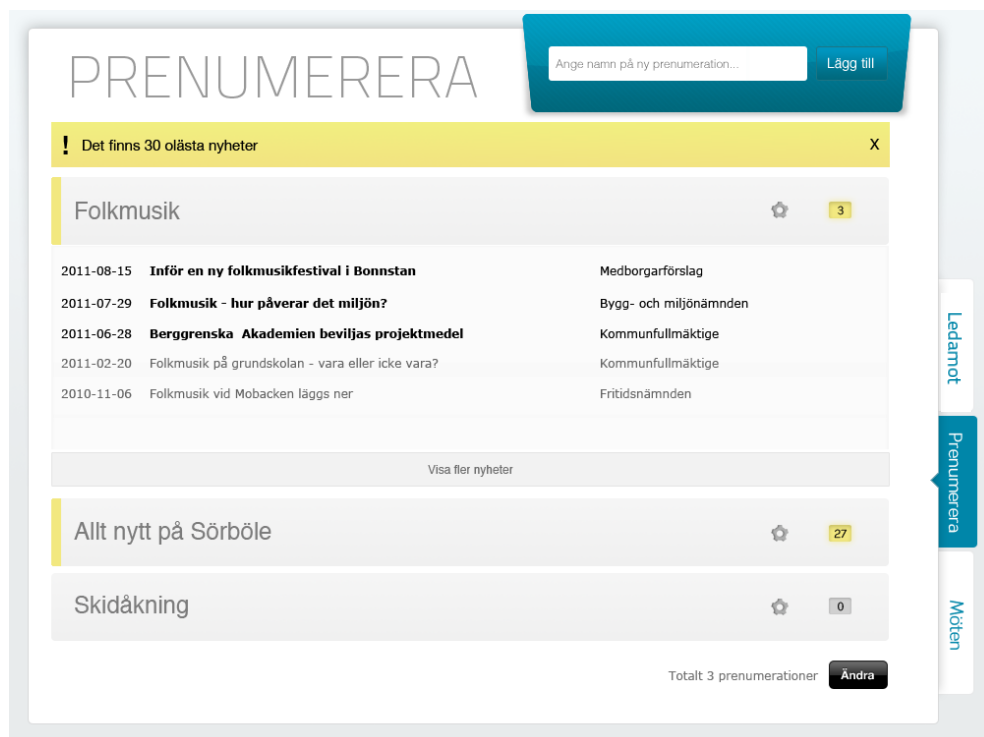 PRENUMERERA
Ange namn på ny prenumeration... Lägg till
! Det finns 30 olästa nyheter X
Folkmusik 3
2011-08-15 Inför en ny folkmusikfestival i Bonnstan Medborgarförslag
2011-07-29 Folkmusik - hur påverar det miljön? Bygg- och miljönämnden
2011-06-28 Berggrenska Akademien beviljas projektmedel Kommunfullmäktige
2011-02-20 Folkmusik på grundskolan - vara eller icke vara? Kommunfullmäktige
2010-11-06 Folkmusik vid Mobacken läggs ner Fritidsnämnden
Visa fler nyheter
Allt nytt på Sörböle 27
Skidåkning 0
Totalt 3 prenumerationer Ändra
Ledamot
Prenumerera
Möten